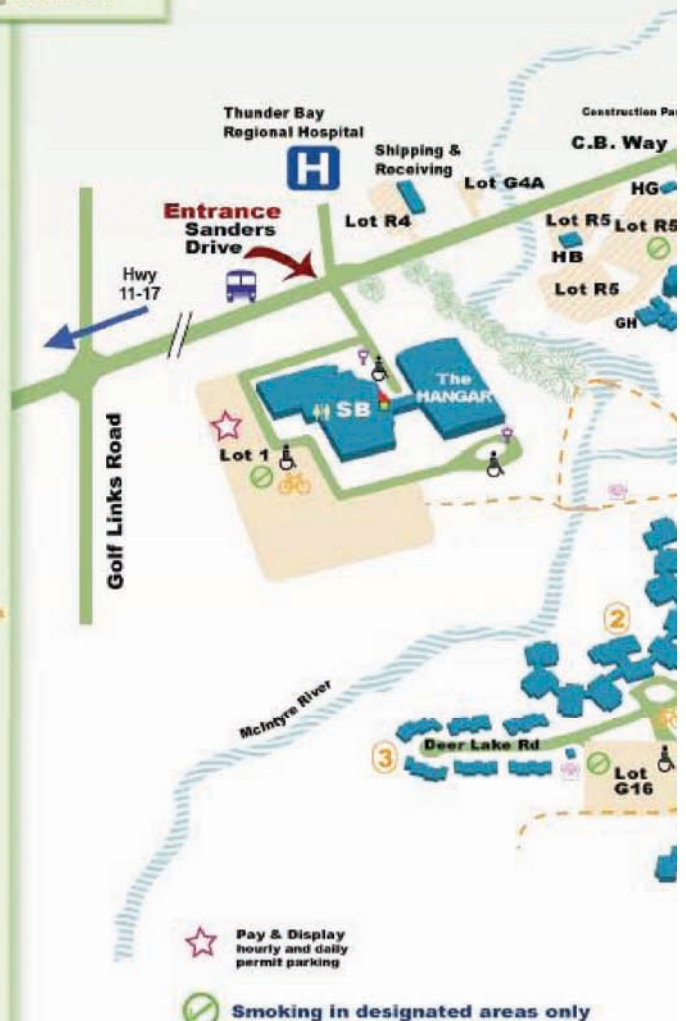 Thunder Bay
Regional Hospital
H
Construction
C.B. Way
Shipping &
Receiving
Lot G4A
HG
Entrance
Sanders
Drive
Lot R4
Lot R5
Lot R5
HB
Hwy
11-17
Lot R5
GH
The
HANGAR
SB
Lot 1
Golf Links Road
2
McIntyre River
3
Deer Lake Rd
Lot
G16
Pay & Display
hourly and daily
permit parking
Smoking in designated areas only